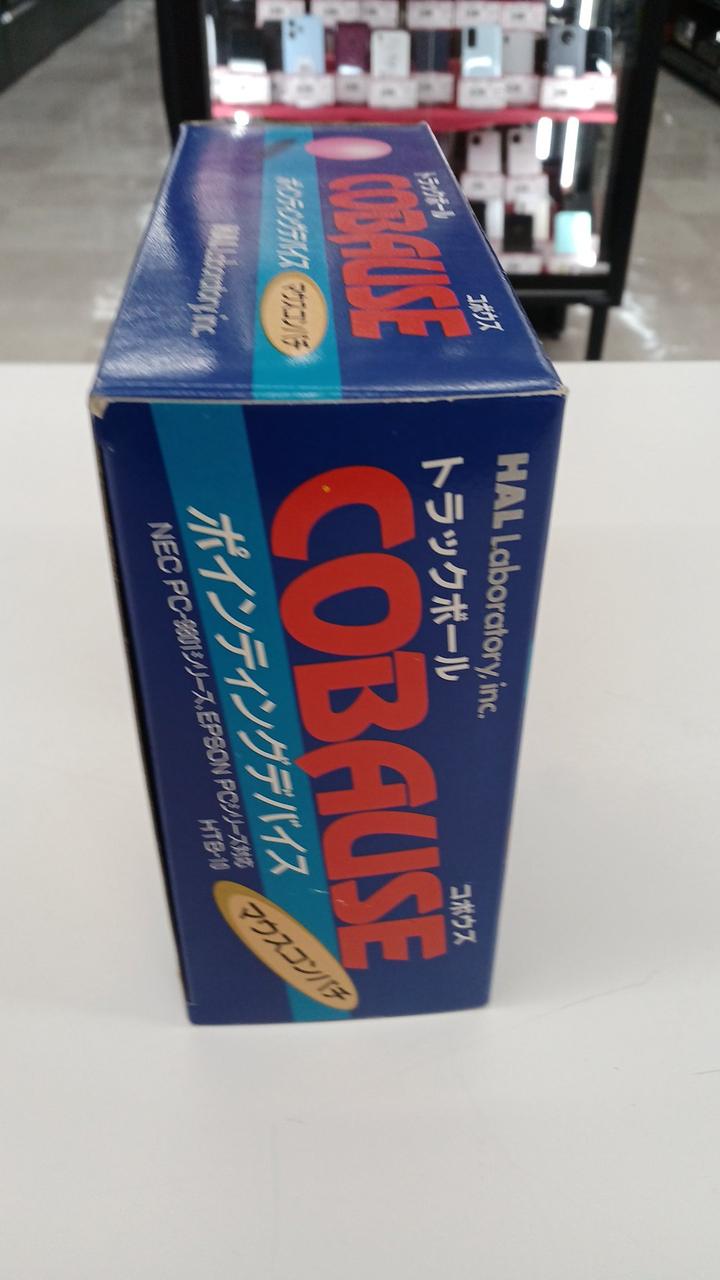 トラックボール
コボウス
COBAUSE
ポインティングデバイス
マウスコンパチ
HAL Laboratory, inc.
HAL Laboratory, inc.
トラックボール
コボウス
COBAUSE
ポインティングデバイス
NEC PC-9801シリーズ、EPSON PCシリーズ対応
HTB-10
マウスコンパチ